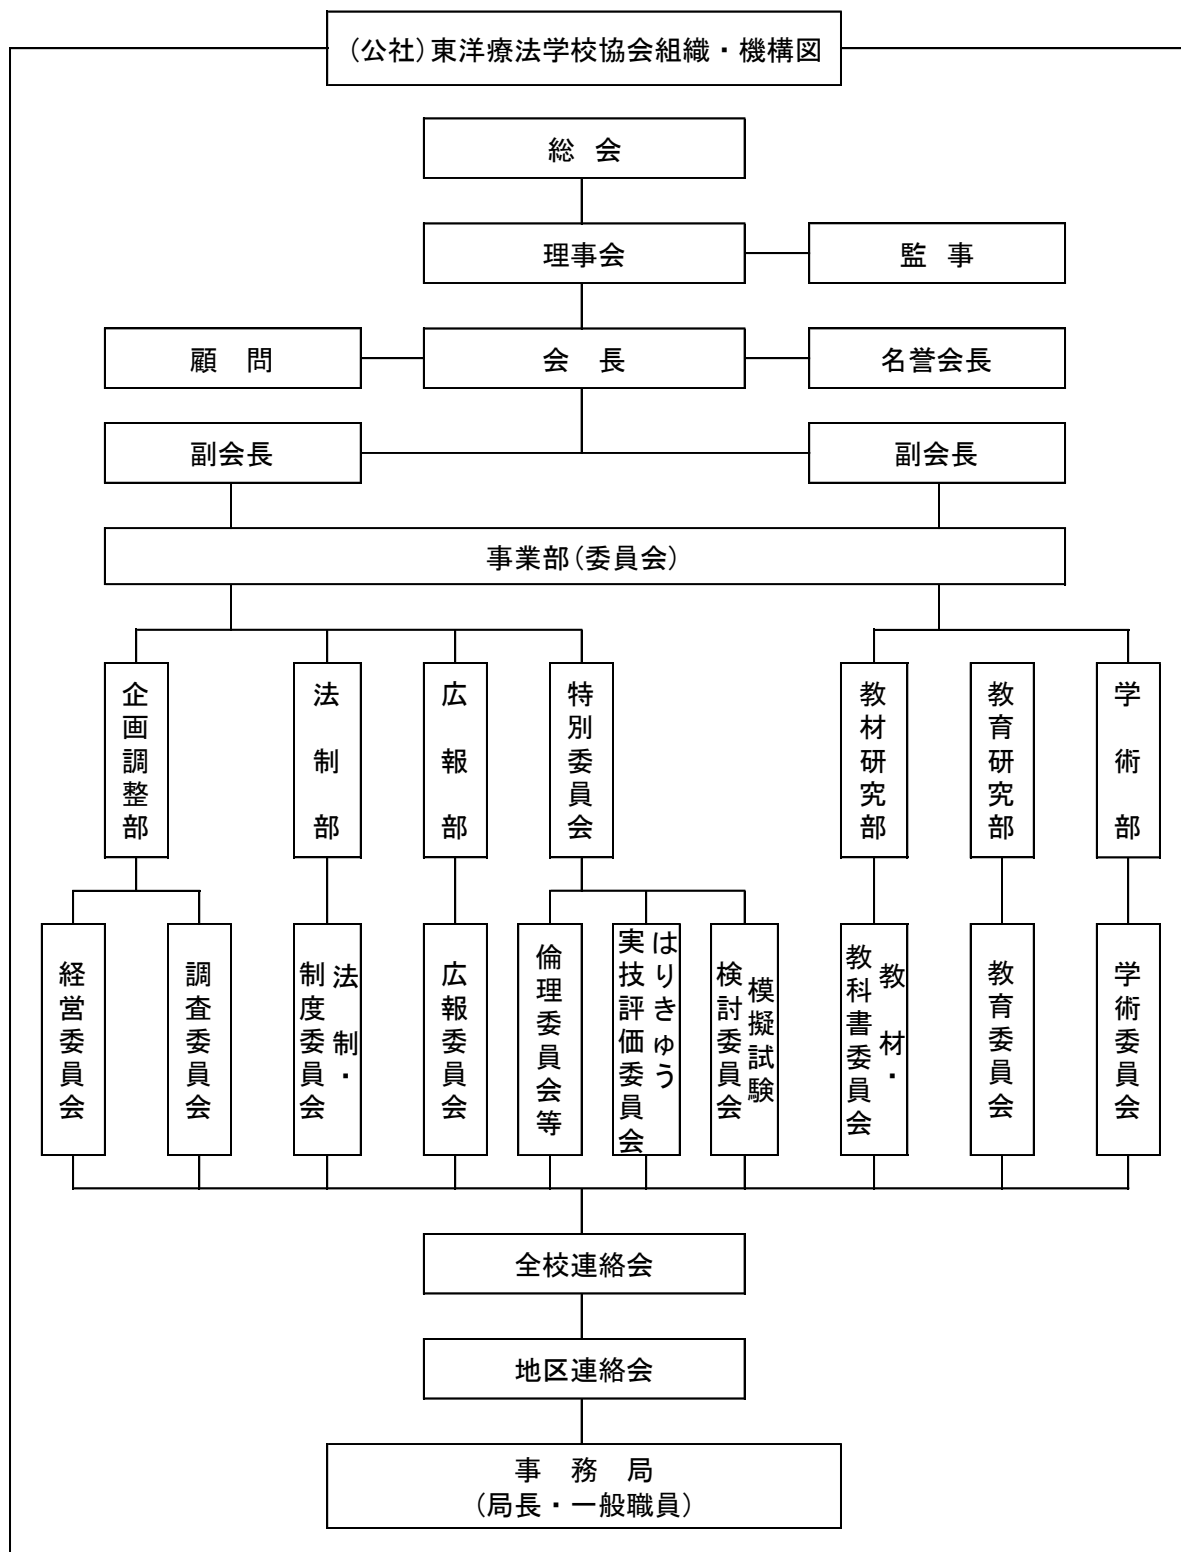 (公社)東洋療法学校協会組織・機構図
総 会
理事会
監 事
顧 問
会 長
名誉会長
副会長
副会長
事業部(委員会)
企画調整部
法制部
広報部
特別委員会
教材研究部
教育研究部
学術部
経営委員会
調査委員会
法制・
制度委員会
広報委員会
倫理委員会等
はりきゅう
実技評価委員会
模擬試験
検討委員会
教材・
教科書委員会
教育委員会
学術委員会
全校連絡会
地区連絡会
事 務 局
(局長・一般職員)